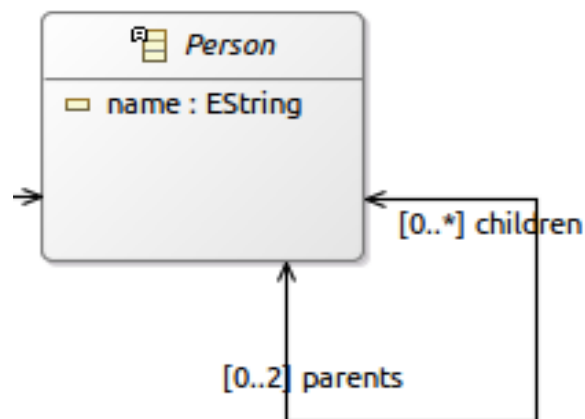 Person
name : EString
[0..*] children
[0..2] parents